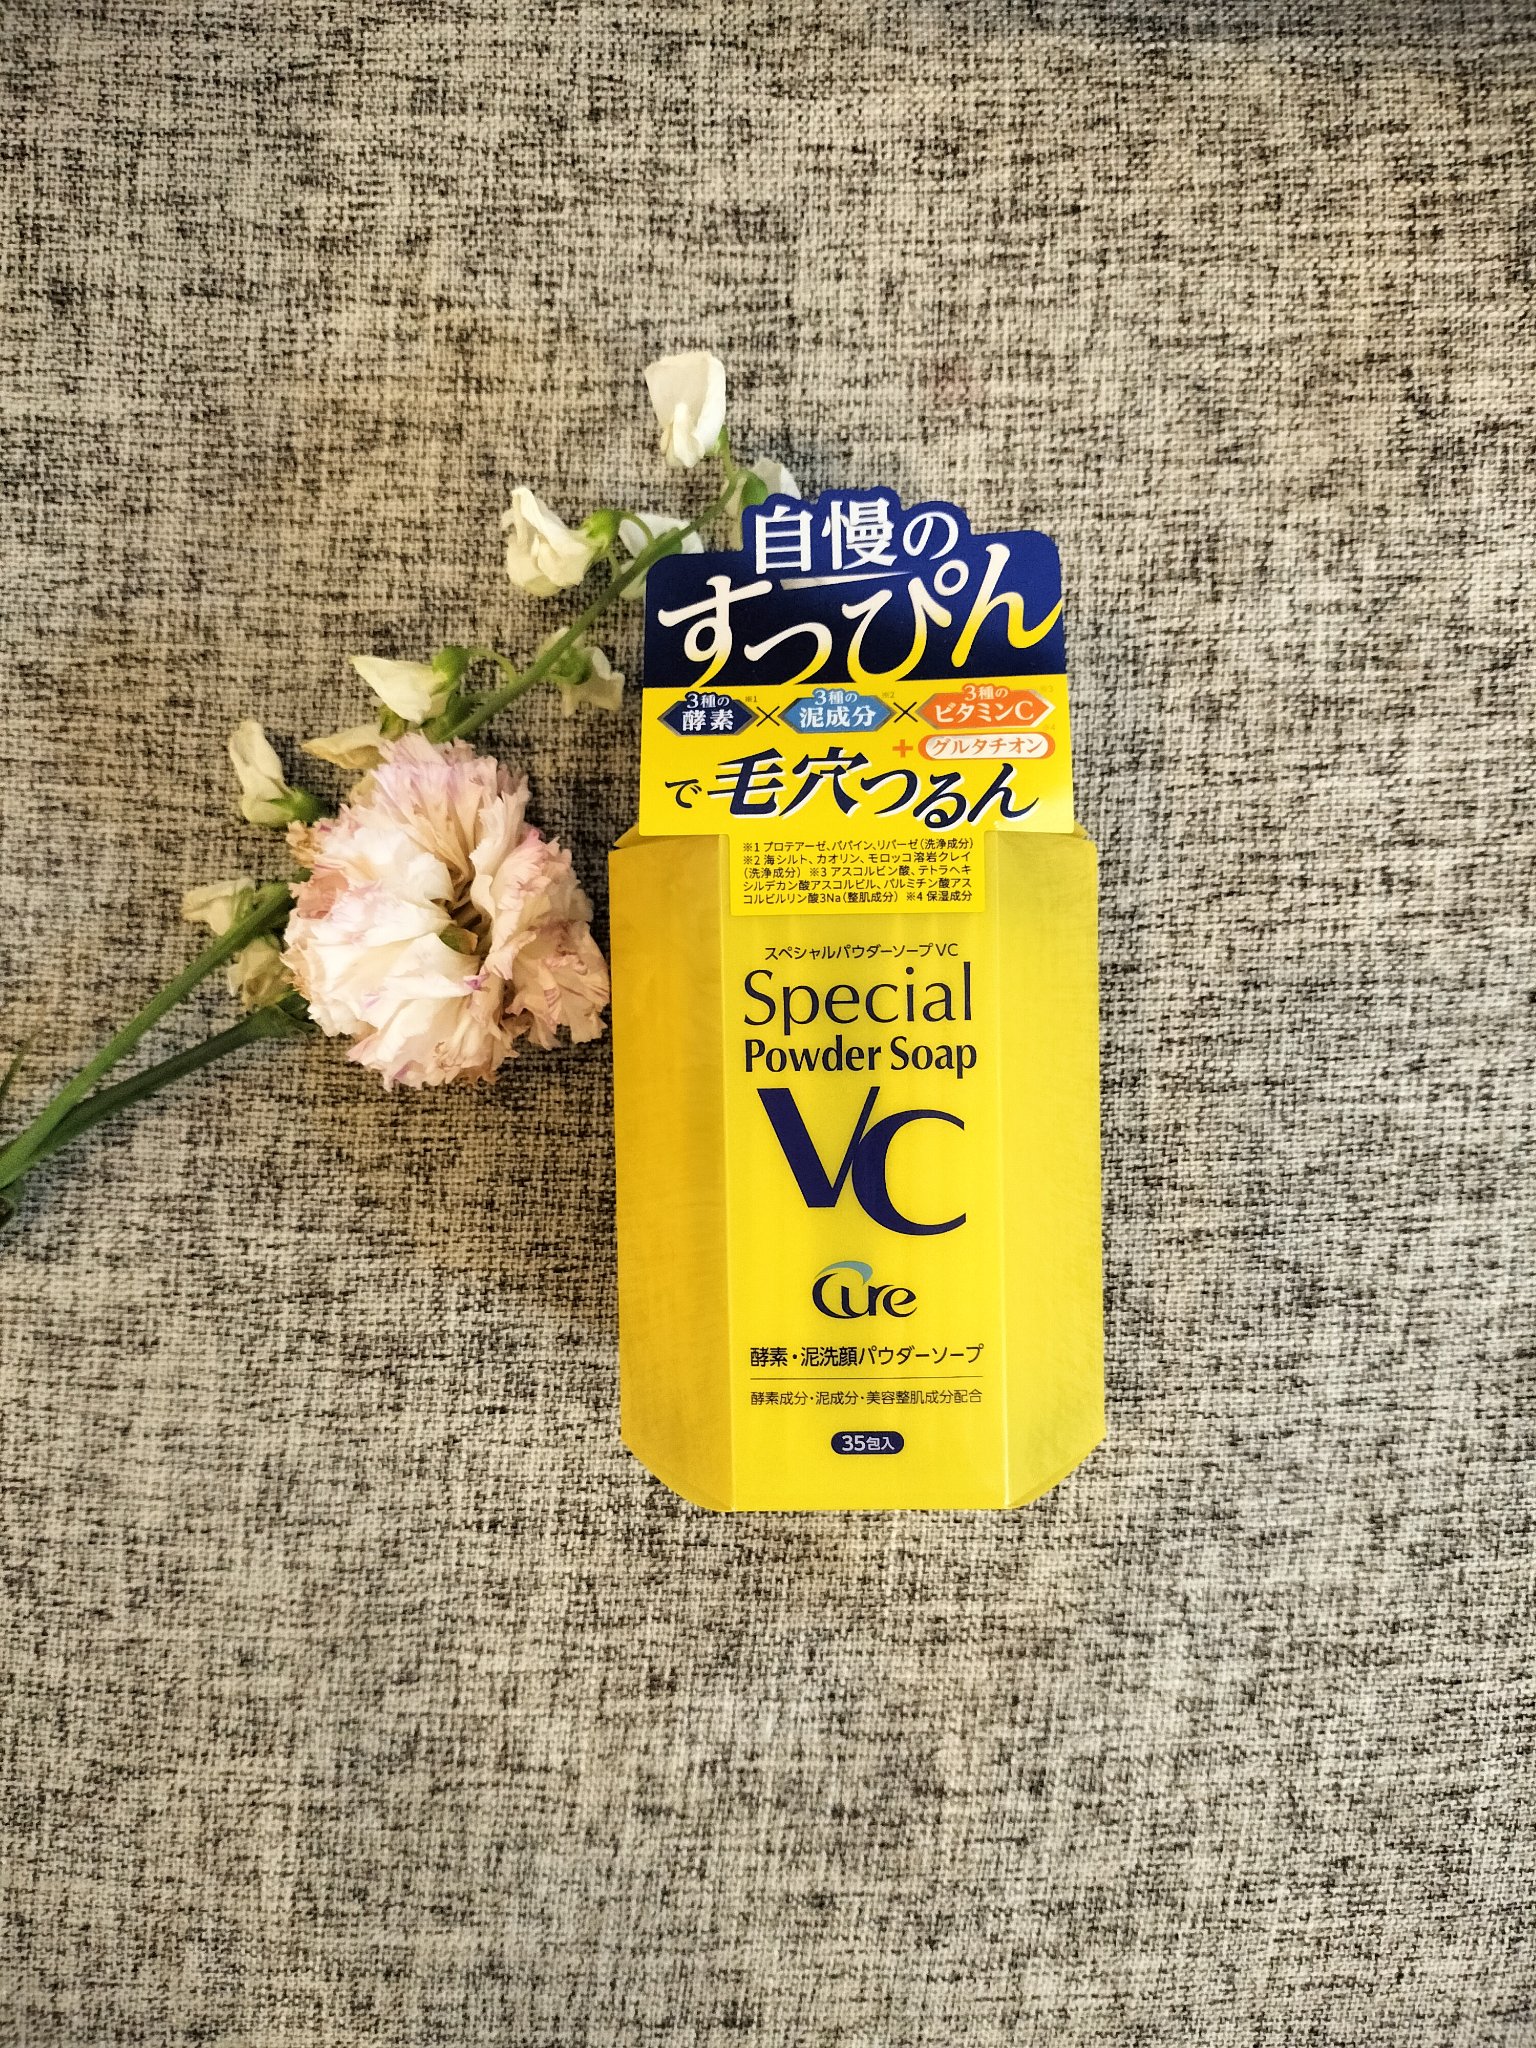 自慢の
すっぴん
3種の 3種の 3種の
酵素 ※1 × 泥成分 ※2 × ビタミンC ※3
+ グルタチオン ※4
で毛穴つるん
※1 プロテアーゼ、パパイン、リパーゼ（洗浄成分）
※2 海シルト、カオリン、モロッコ溶岩クレイ
（洗浄成分） ※3 アスコルビン酸、テトラヘキ
シルデカン酸アスコルビル、パルミチン酸アス
コルビルリン酸3Na（整肌成分） ※4 保湿成分
スペシャルパウダーソープVC
Special
Powder Soap
VC
Cure
酵素・泥洗顔パウダーソープ
酵素成分・泥成分・美容整肌成分配合
35包入